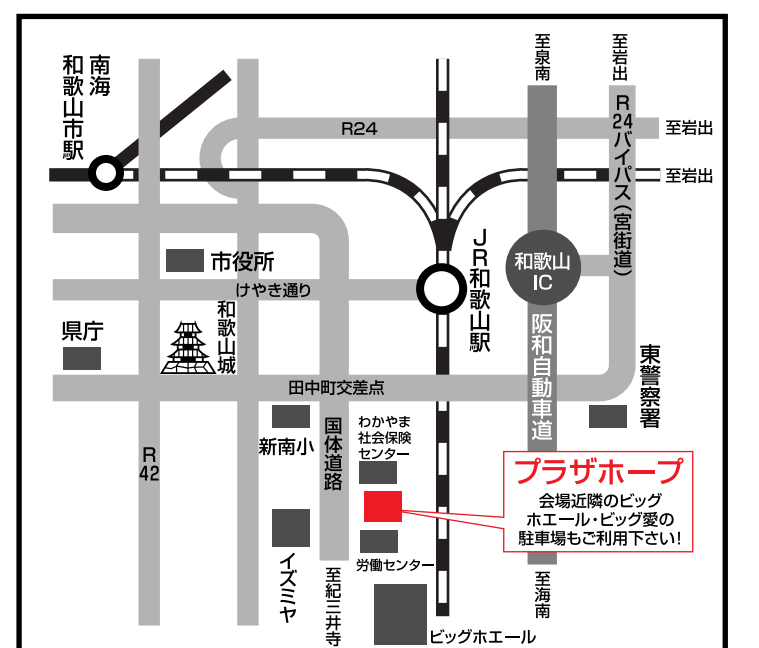 至泉南
至岩出
南海
和歌山市駅
R24
至岩出
R24バイパス(宮街道)
至岩出
市役所
JR和歌山駅
和歌山
IC
けやき通り
和歌山城
県庁
阪和自動車道
東警察署
田中町交差点
新南小
国体道路
わかやま
社会保険
センター
R
42
プラザホープ
会場近隣のビッグ
ホエール・ビッグ愛の
駐車場もご利用下さい!
イズミヤ
労働センター
至紀三井寺
至海南
ビッグホエール